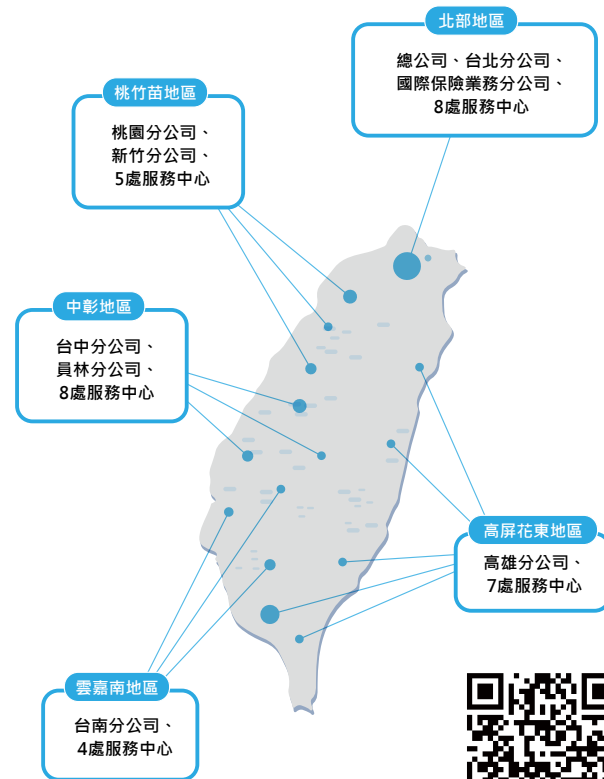 北部地區
總公司、台北分公司、
國際保險業務分公司、
8處服務中心
桃竹苗地區
桃園分公司、
新竹分公司、
5處服務中心
中彰地區
台中分公司、
員林分公司、
8處服務中心
高屏花東地區
高雄分公司、
7處服務中心
雲嘉南地區
台南分公司、
4處服務中心